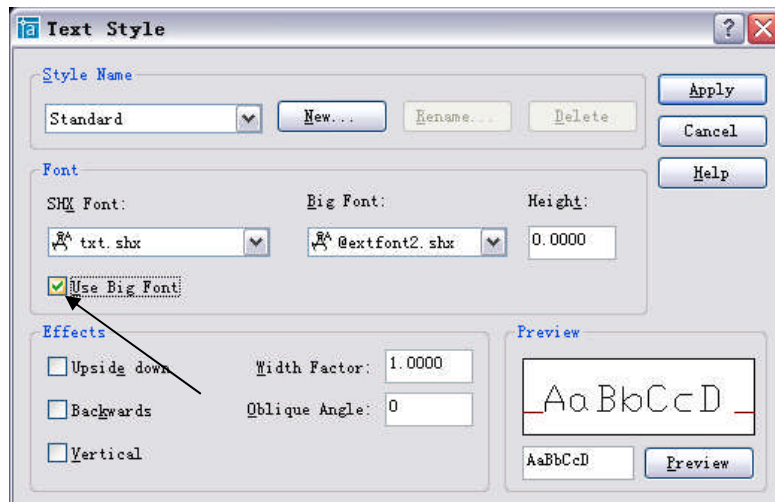 Text Style
Style Name
Standard
New...
Rename...
Delete
Apply
Cancel
Help
Font
SHX Font:
Big Font:
Height:
txt.shx
@extfont2.shx
0.0000
Use Big Font
Effects
Upside down
Width Factor:
1.0000
Backwards
Oblique Angle:
0
Vertical
Preview
AaBbCcD
AaBbCcD
Preview